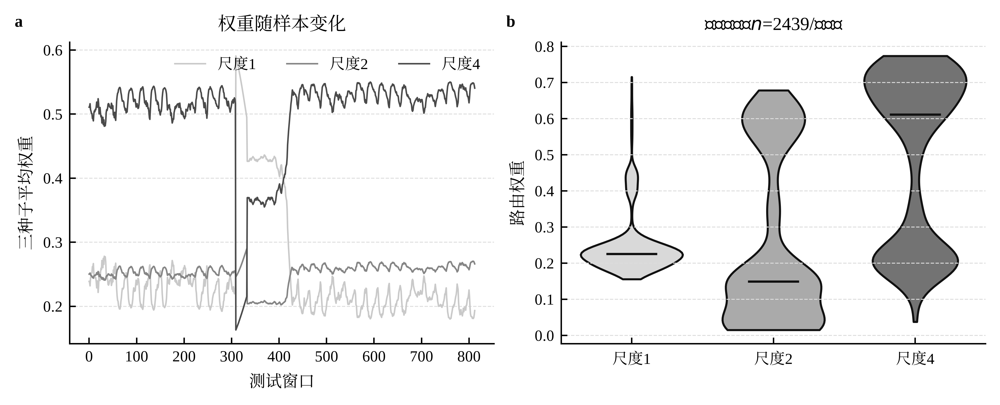 a
权重随样本变化
尺度1 尺度2 尺度4
三种子平均权重
0.6
0.5
0.4
0.3
0.2
0 100 200 300 400 500 600 700 800
测试窗口
b
n=2439/
路由权重
0.8
0.7
0.6
0.5
0.4
0.3
0.2
0.1
0.0
尺度1 尺度2 尺度4